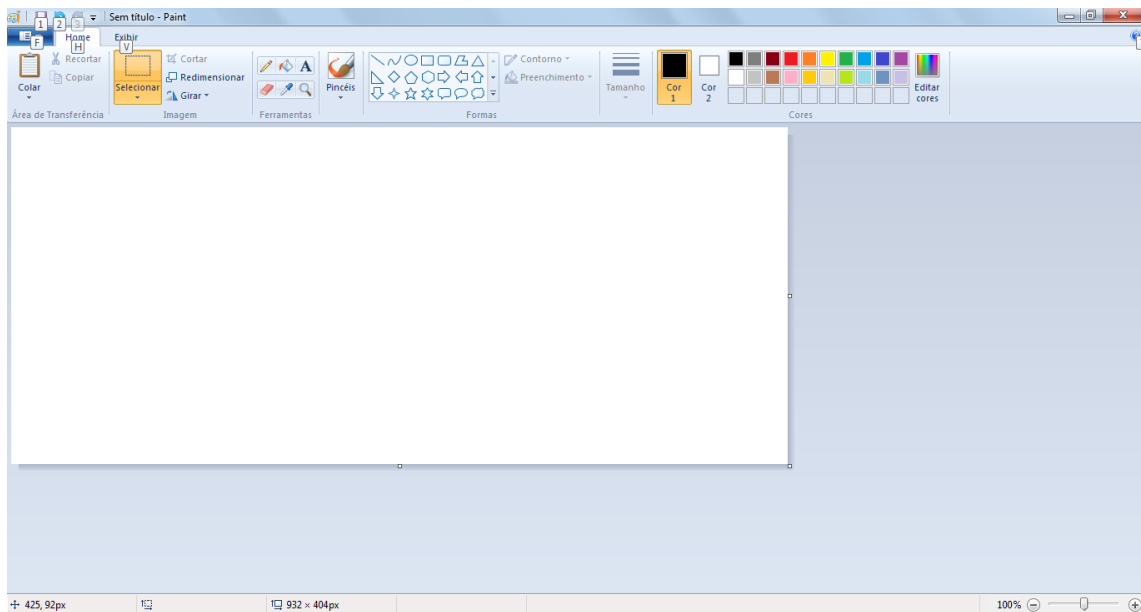 1 2 3 Sem título - Paint
F Home H Exibir V
Recortar Cortar Contorno
Copiar Redimensionar A Preenchimento
Colar Selecionar Girar Pincéis Tamanho Cor 1 Cor 2 Editar cores
Área de Transferência Imagem Ferramentas Formas Cores
425, 92px 932 × 404px 100%